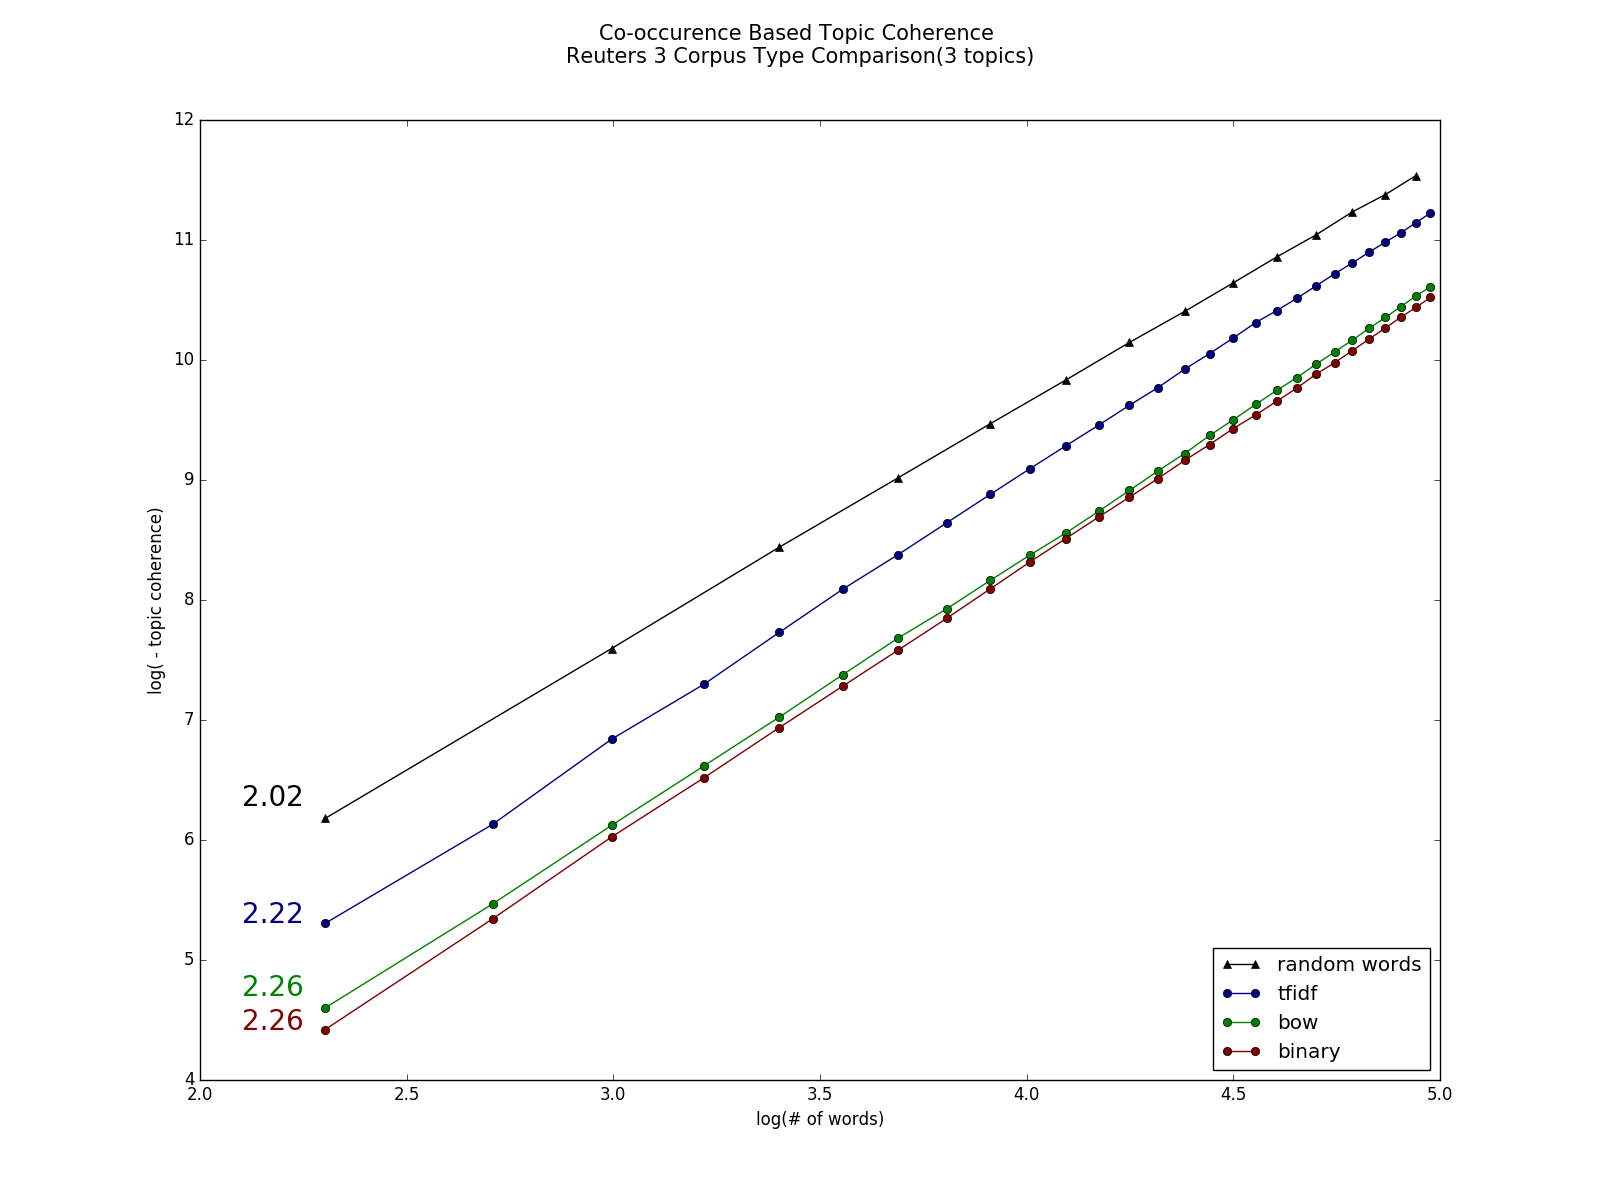 Co-occurence Based Topic Coherence
Reuters 3 Corpus Type Comparison(3 topics)
12
11
10
9
8
7
6
5
4
log( - topic coherence)
2.02
2.22
2.26
2.26
random words
tfidf
bow
binary
2.0 2.5 3.0 3.5 4.0 4.5 5.0
log(# of words)